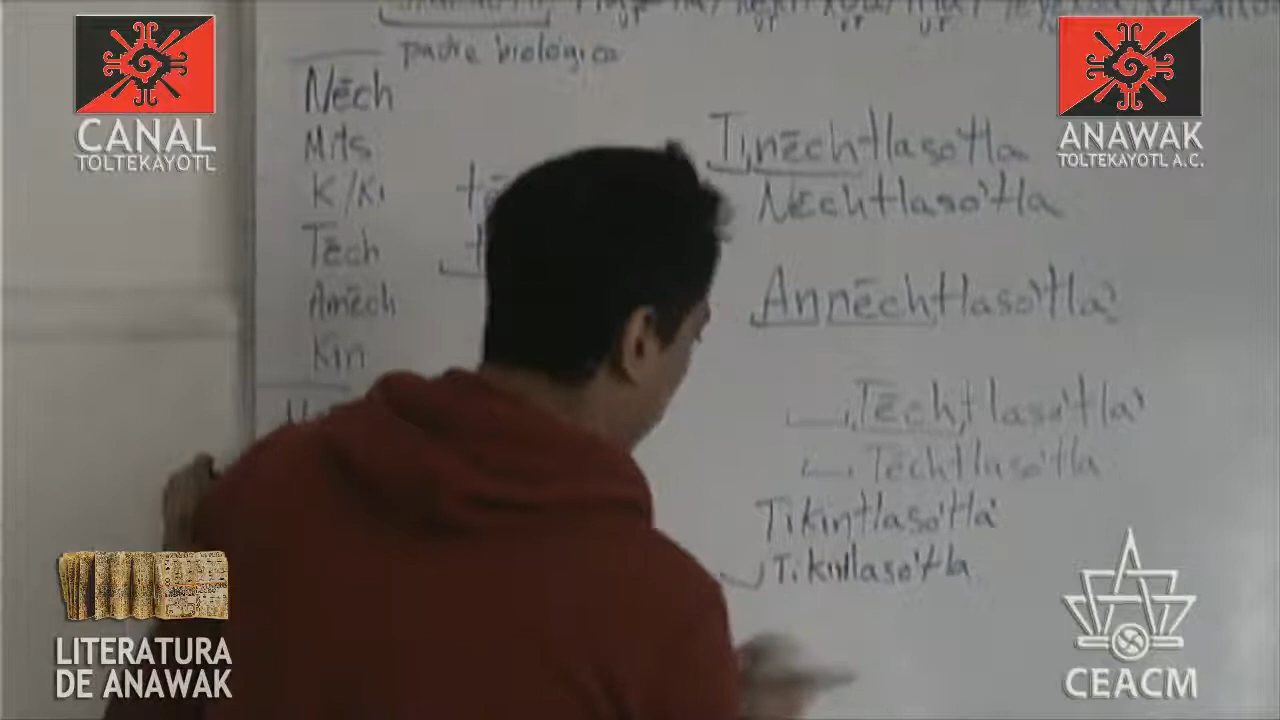 CANAL
TOLTEKAYOTL
ANAWAK
TOLTEKAYOTL A.C.
padre biológico
Nēch
Mits
K/Ki
Tēch
Amēch
Kin
Tinēchtlaso'tla
Nēchtlaso'tla
Annēchtlaso'tla'
Tēchtlaso'tla'
Tēchtlaso'tla
Tikintlaso'tla'
Tikintlaso'tla
LITERATURA
DE ANAWAK
CEACM